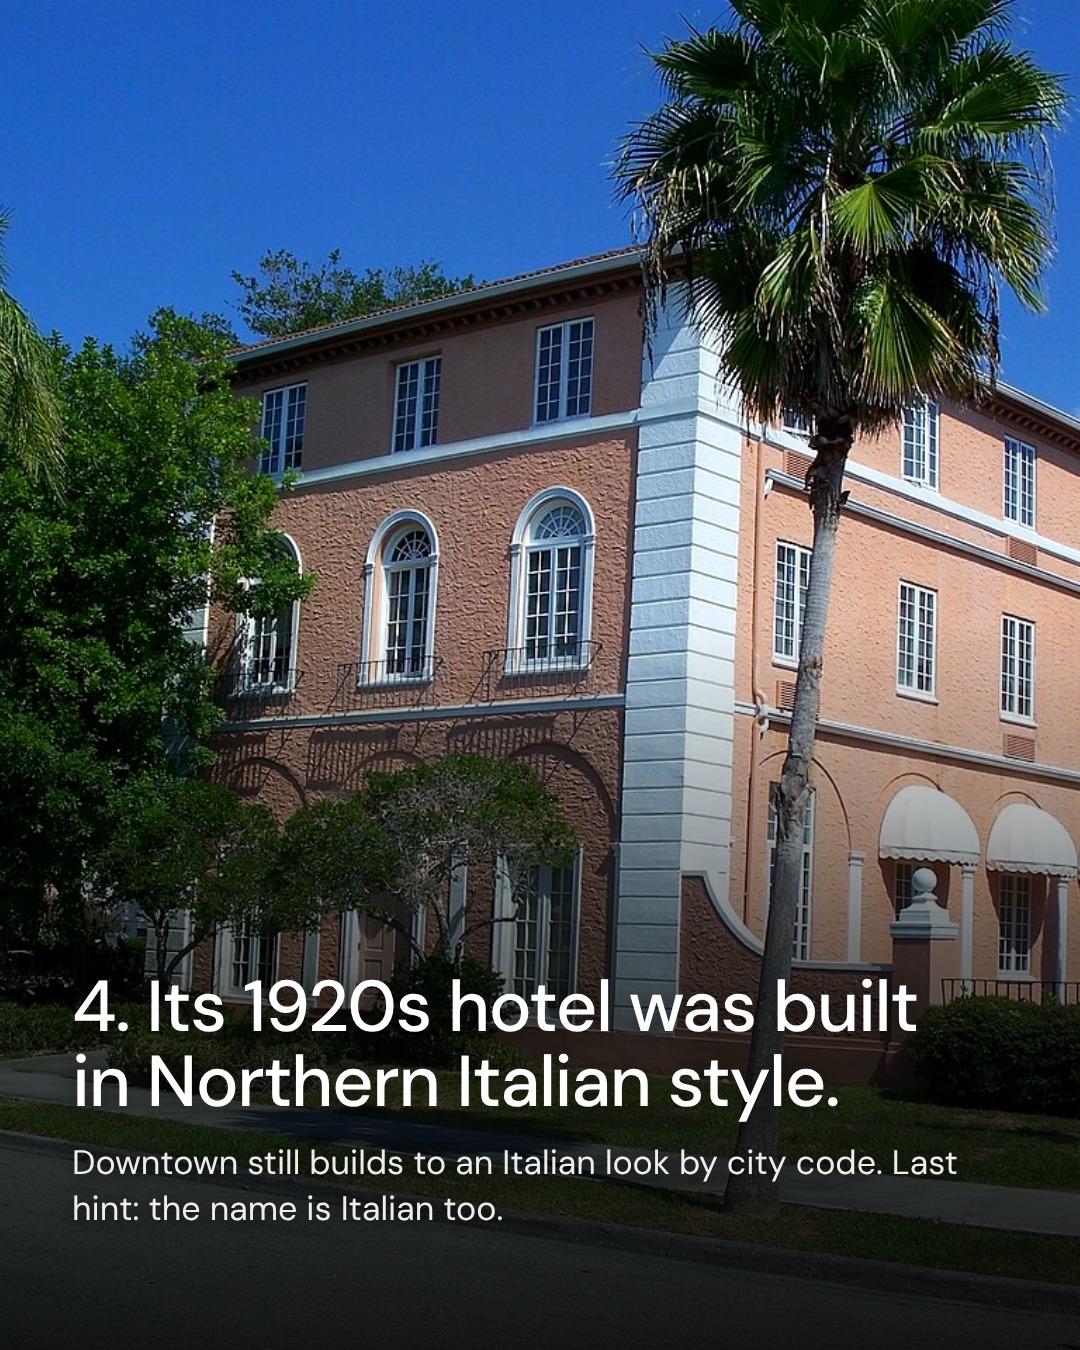 4. Its 1920s hotel was built
in Northern Italian style.
Downtown still builds to an Italian look by city code. Last
hint: the name is Italian too.